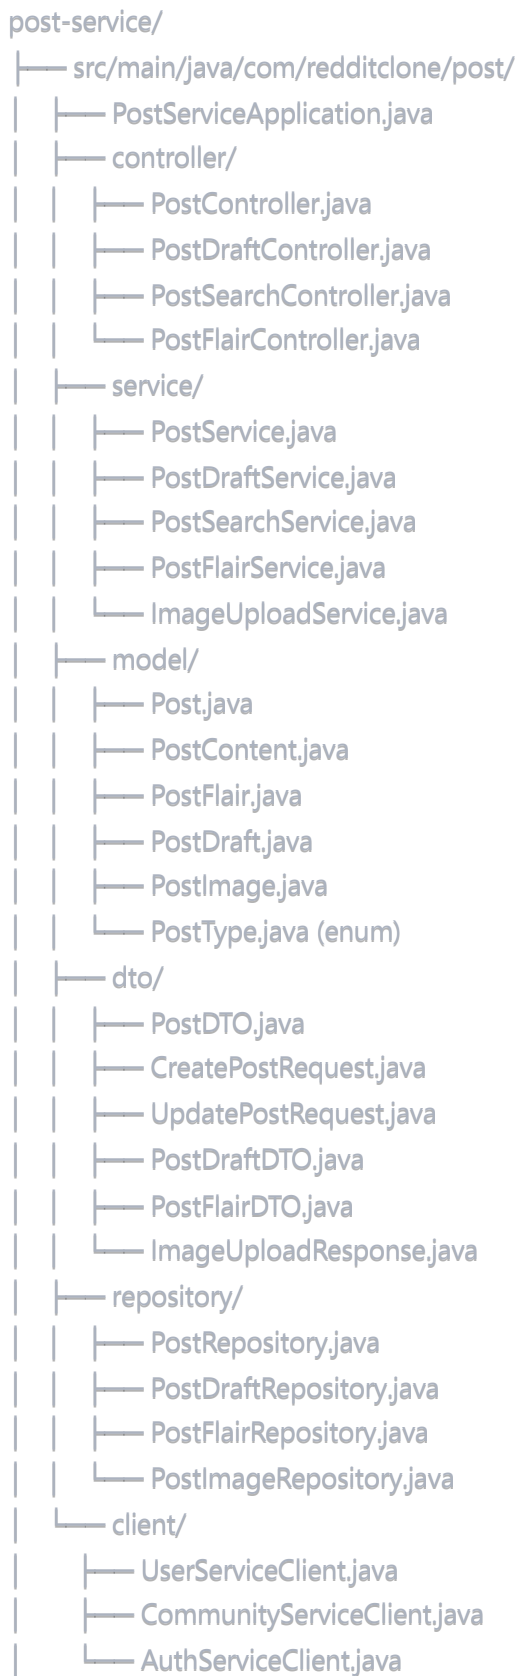 post-service/
├── src/main/java/com/redditclone/post/
│   ├── PostServiceApplication.java
│   ├── controller/
│   │   ├── PostController.java
│   │   ├── PostDraftController.java
│   │   ├── PostSearchController.java
│   │   └── PostFlairController.java
│   ├── service/
│   │   ├── PostService.java
│   │   ├── PostDraftService.java
│   │   ├── PostSearchService.java
│   │   ├── PostFlairService.java
│   │   └── ImageUploadService.java
│   ├── model/
│   │   ├── Post.java
│   │   ├── PostContent.java
│   │   ├── PostFlair.java
│   │   ├── PostDraft.java
│   │   ├── PostImage.java
│   │   └── PostType.java (enum)
│   ├── dto/
│   │   ├── PostDTO.java
│   │   ├── CreatePostRequest.java
│   │   ├── UpdatePostRequest.java
│   │   ├── PostDraftDTO.java
│   │   ├── PostFlairDTO.java
│   │   └── ImageUploadResponse.java
│   ├── repository/
│   │   ├── PostRepository.java
│   │   ├── PostDraftRepository.java
│   │   ├── PostFlairRepository.java
│   │   └── PostImageRepository.java
│   └── client/
│       ├── UserServiceClient.java
│       ├── CommunityServiceClient.java
│       └── AuthServiceClient.java